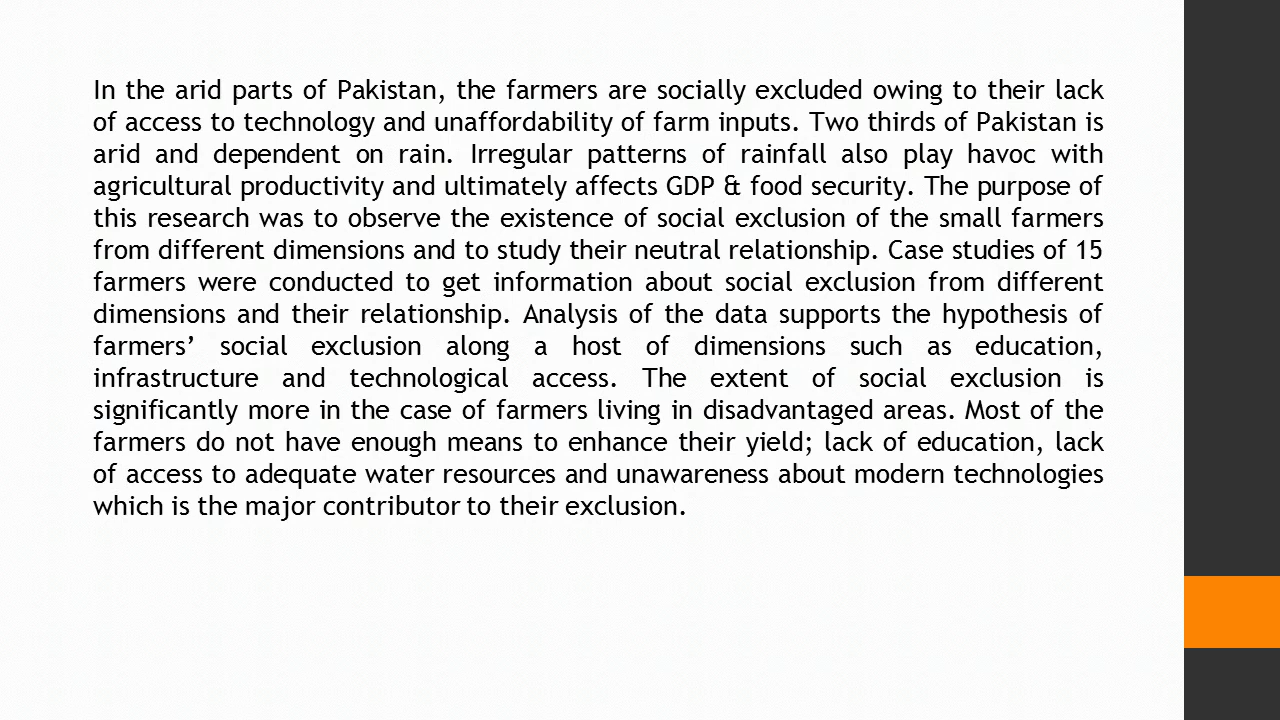 In the arid parts of Pakistan, the farmers are socially excluded owing to their lack
of access to technology and unaffordability of farm inputs. Two thirds of Pakistan is
arid and dependent on rain. Irregular patterns of rainfall also play havoc with
agricultural productivity and ultimately affects GDP & food security. The purpose of
this research was to observe the existence of social exclusion of the small farmers
from different dimensions and to study their neutral relationship. Case studies of 15
farmers were conducted to get information about social exclusion from different
dimensions and their relationship. Analysis of the data supports the hypothesis of
farmers’ social exclusion along a host of dimensions such as education,
infrastructure and technological access. The extent of social exclusion is
significantly more in the case of farmers living in disadvantaged areas. Most of the
farmers do not have enough means to enhance their yield; lack of education, lack
of access to adequate water resources and unawareness about modern technologies
which is the major contributor to their exclusion.